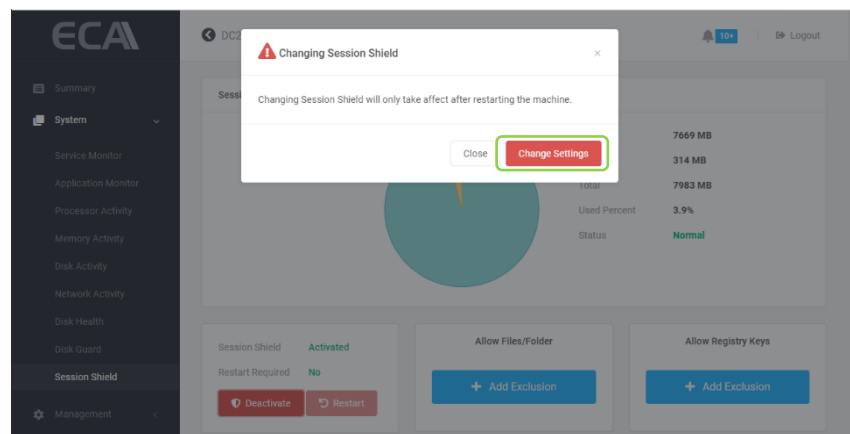 ECA
DC2
10+
Logout
Changing Session Shield
×
Changing Session Shield will only take affect after restarting the machine.
Close
Change Settings
Summary
System
Service Monitor
Application Monitor
Processor Activity
Memory Activity
Disk Activity
Network Activity
Disk Health
Disk Guard
Session Shield
Management
Sessi
7669 MB
314 MB
Total 7983 MB
Used Percent 3.9%
Status Normal
Session Shield Activated
Restart Required No
Deactivate
Restart
Allow Files/Folder
+ Add Exclusion
Allow Registry Keys
+ Add Exclusion